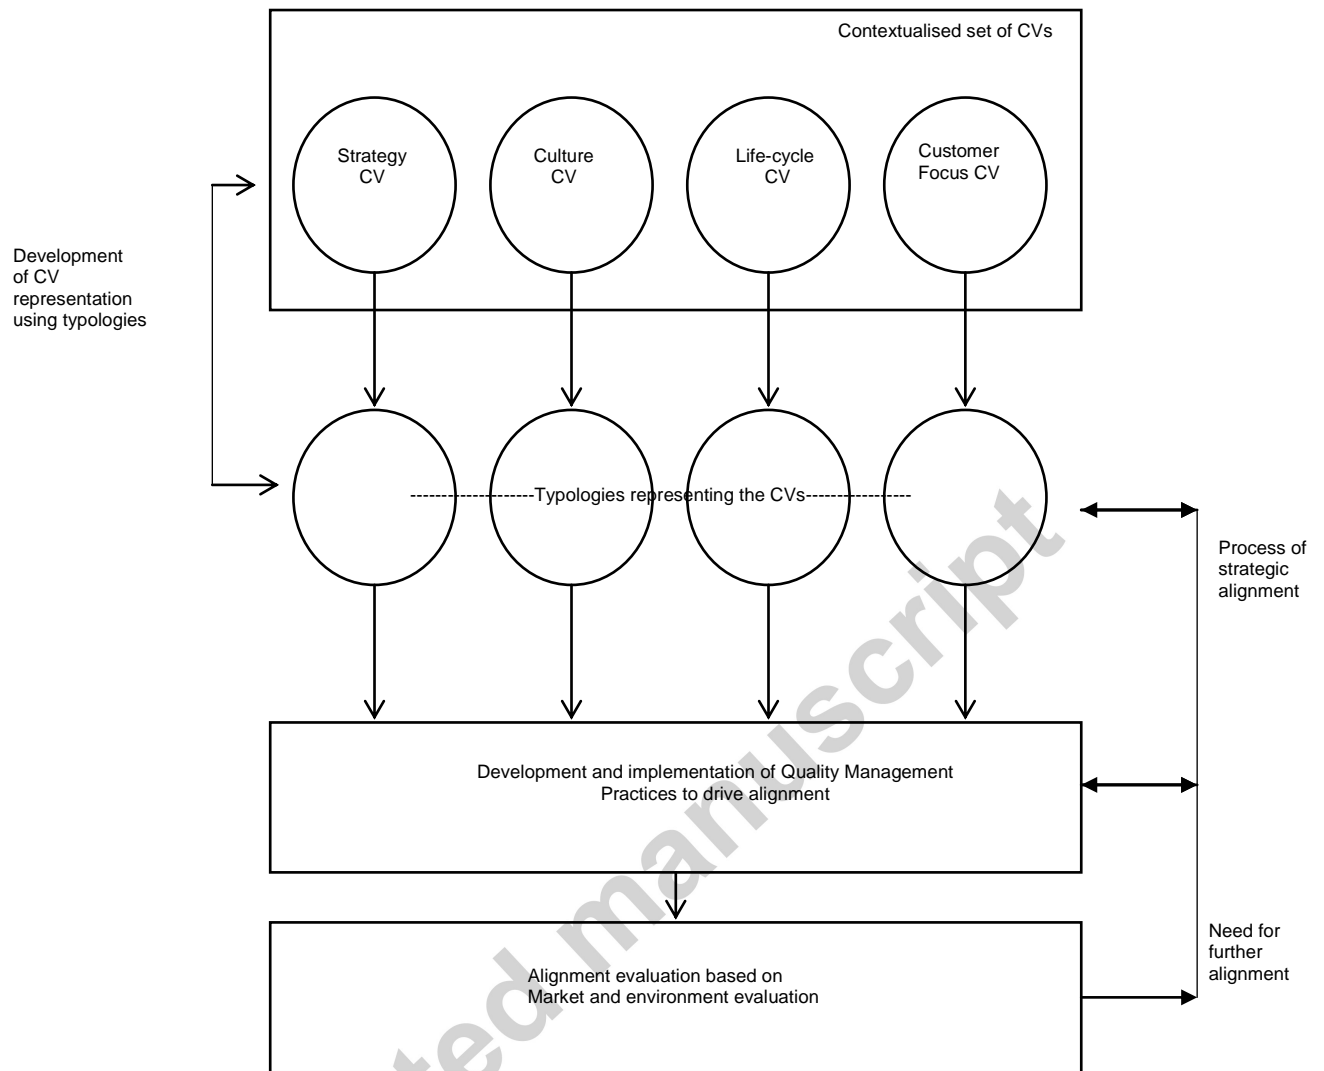 Contextualised set of CVs
Strategy
CV
Culture
CV
Life-cycle
CV
Customer
Focus CV
Development
of CV
representation
using typologies
Typologies representing the CVs
Process of
strategic
alignment
Development and implementation of Quality Management
Practices to drive alignment
Need for
further
alignment
Alignment evaluation based on
Market and environment evaluation
ted manuscript